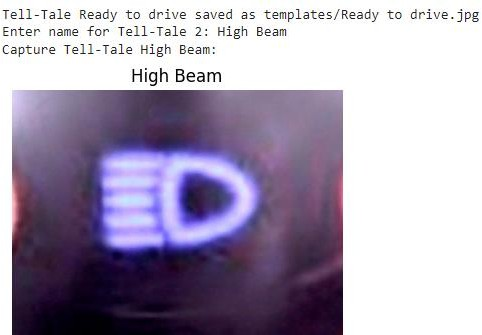 Tell-Tale Ready to drive saved as templates/Ready to drive.jpg
Enter name for Tell-Tale 2: High Beam
Capture Tell-Tale High Beam:
High Beam